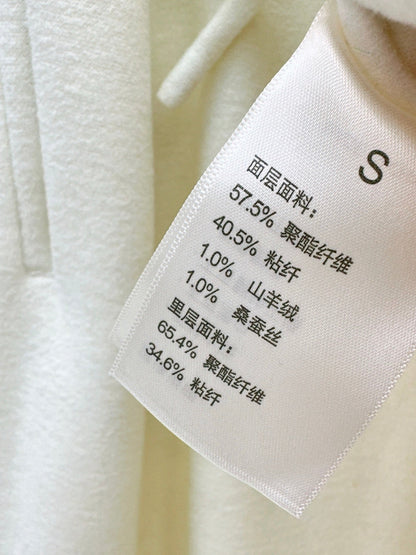 S
面层面料：
57.5% 聚酯纤维
40.5% 粘纤
1.0% 山羊绒
1.0% 桑蚕丝
里层面料：
65.4% 聚酯纤维
34.6% 粘纤